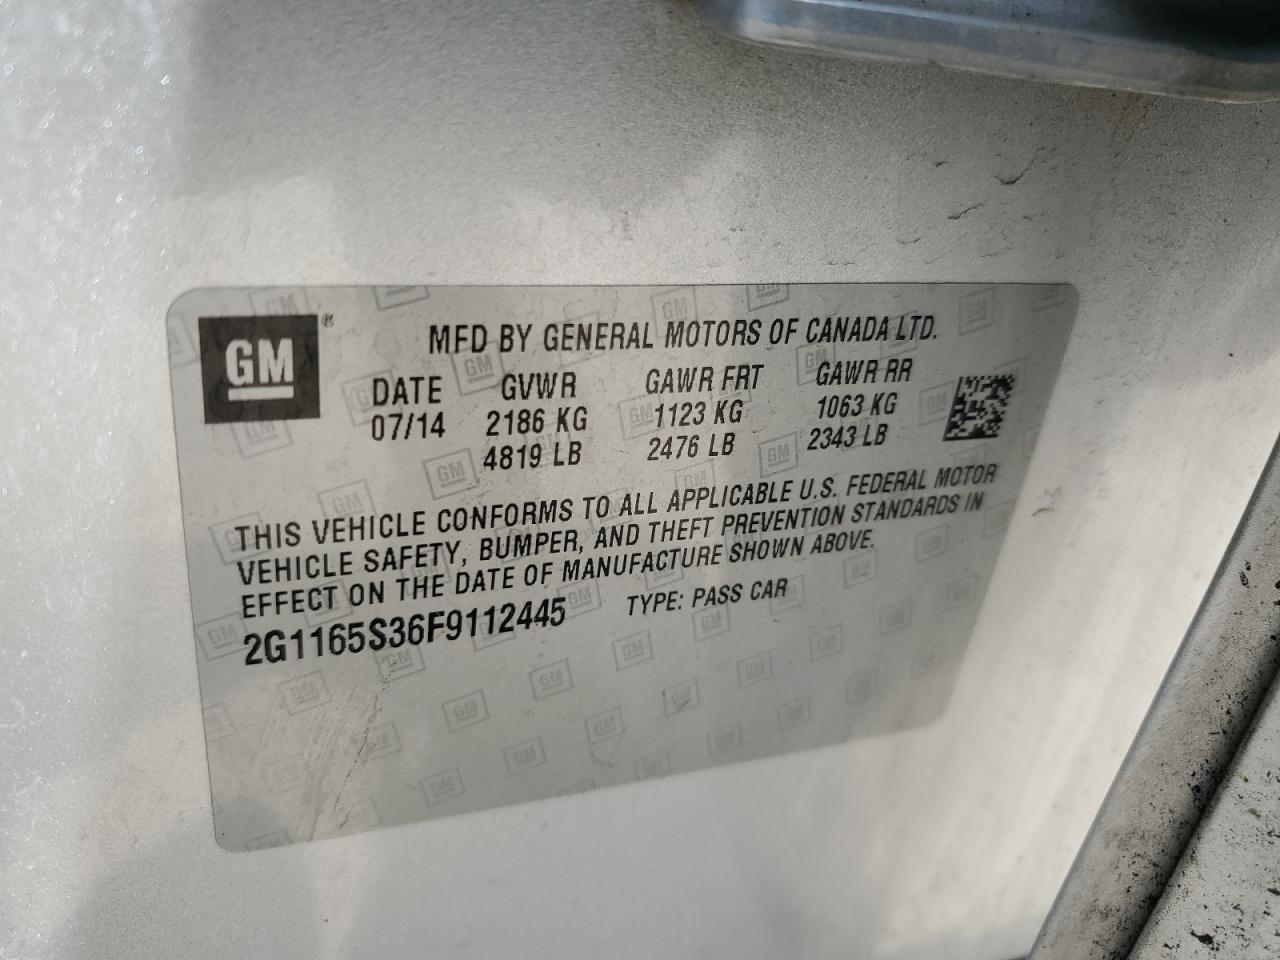 GM ® MFD BY GENERAL MOTORS OF CANADA LTD.
DATE GVWR GAWR FRT GAWR RR
07/14 2186 KG 1123 KG 1063 KG
4819 LB 2476 LB 2343 LB
THIS VEHICLE CONFORMS TO ALL APPLICABLE U.S. FEDERAL MOTOR
VEHICLE SAFETY, BUMPER, AND THEFT PREVENTION STANDARDS IN
EFFECT ON THE DATE OF MANUFACTURE SHOWN ABOVE.
2G1165S36F9112445 TYPE: PASS CAR